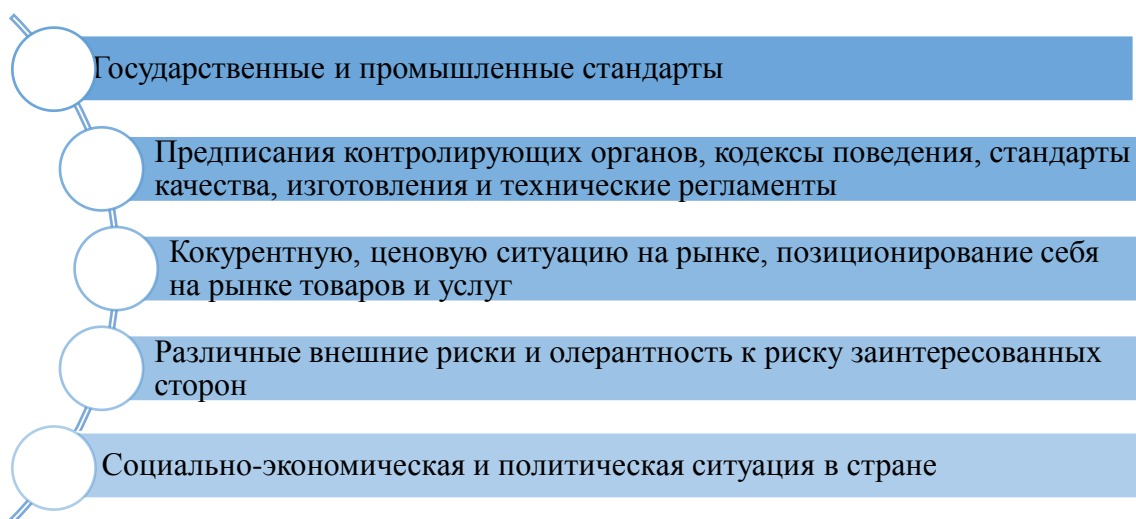 Государственные и промышленные стандарты
Предписания контролирующих органов, кодексы поведения, стандарты
качества, изготовления и технические регламенты
Кокурентную, ценовую ситуацию на рынке, позиционирование себя
на рынке товаров и услуг
Различные внешние риски и олерантность к риску заинтересованных
сторон
Социально-экономическая и политическая ситуация в стране